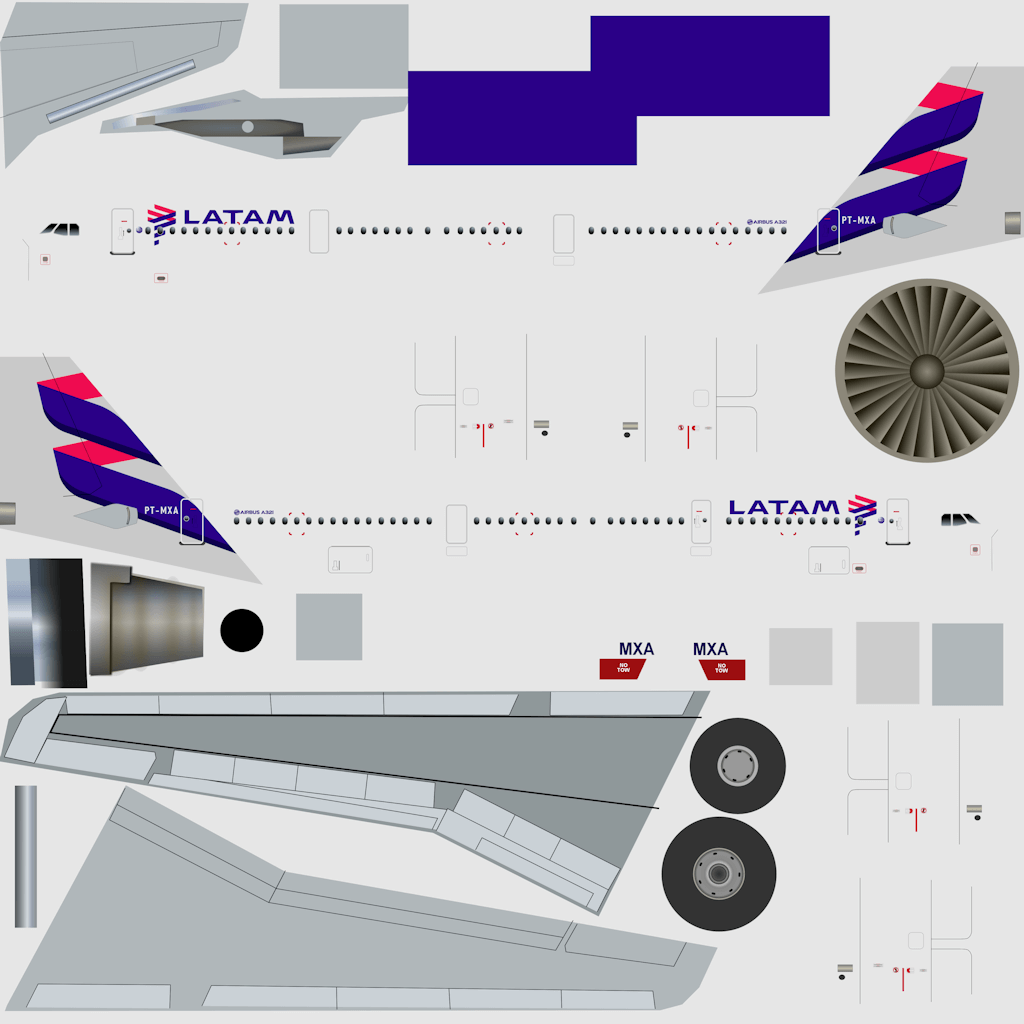 LATAM
AIRBUS A321
PT-MXA
PT-MXA
AIRBUS A321
LATAM
MXA
MXA
NO
TOW
NO
TOW